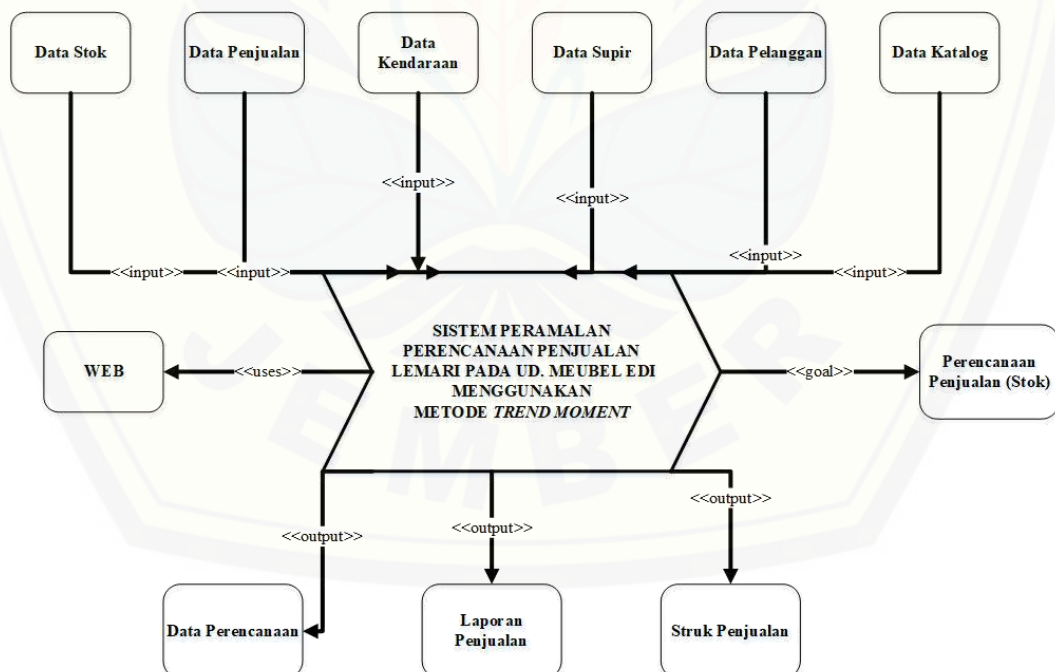 Data Stok
Data Penjualan
Data
Kendaraan
Data Supir
Data Pelanggan
Data Katalog
<<input>>
<<input>>
<<input>>
<<input>>
<<input>>
<<input>>
SISTEM PERAMALAN
PERENCANAAN PENJUALAN
LEMARI PADA UD. MEUBEL EDI
MENGGUNAKAN
METODE TREND MOMENT
WEB
<<uses>>
<<goal>>
Perencanaan
Penjualan (Stok)
<<output>>
<<output>>
<<output>>
Data Perencanaan
Laporan
Penjualan
Struk Penjualan
JEMBER